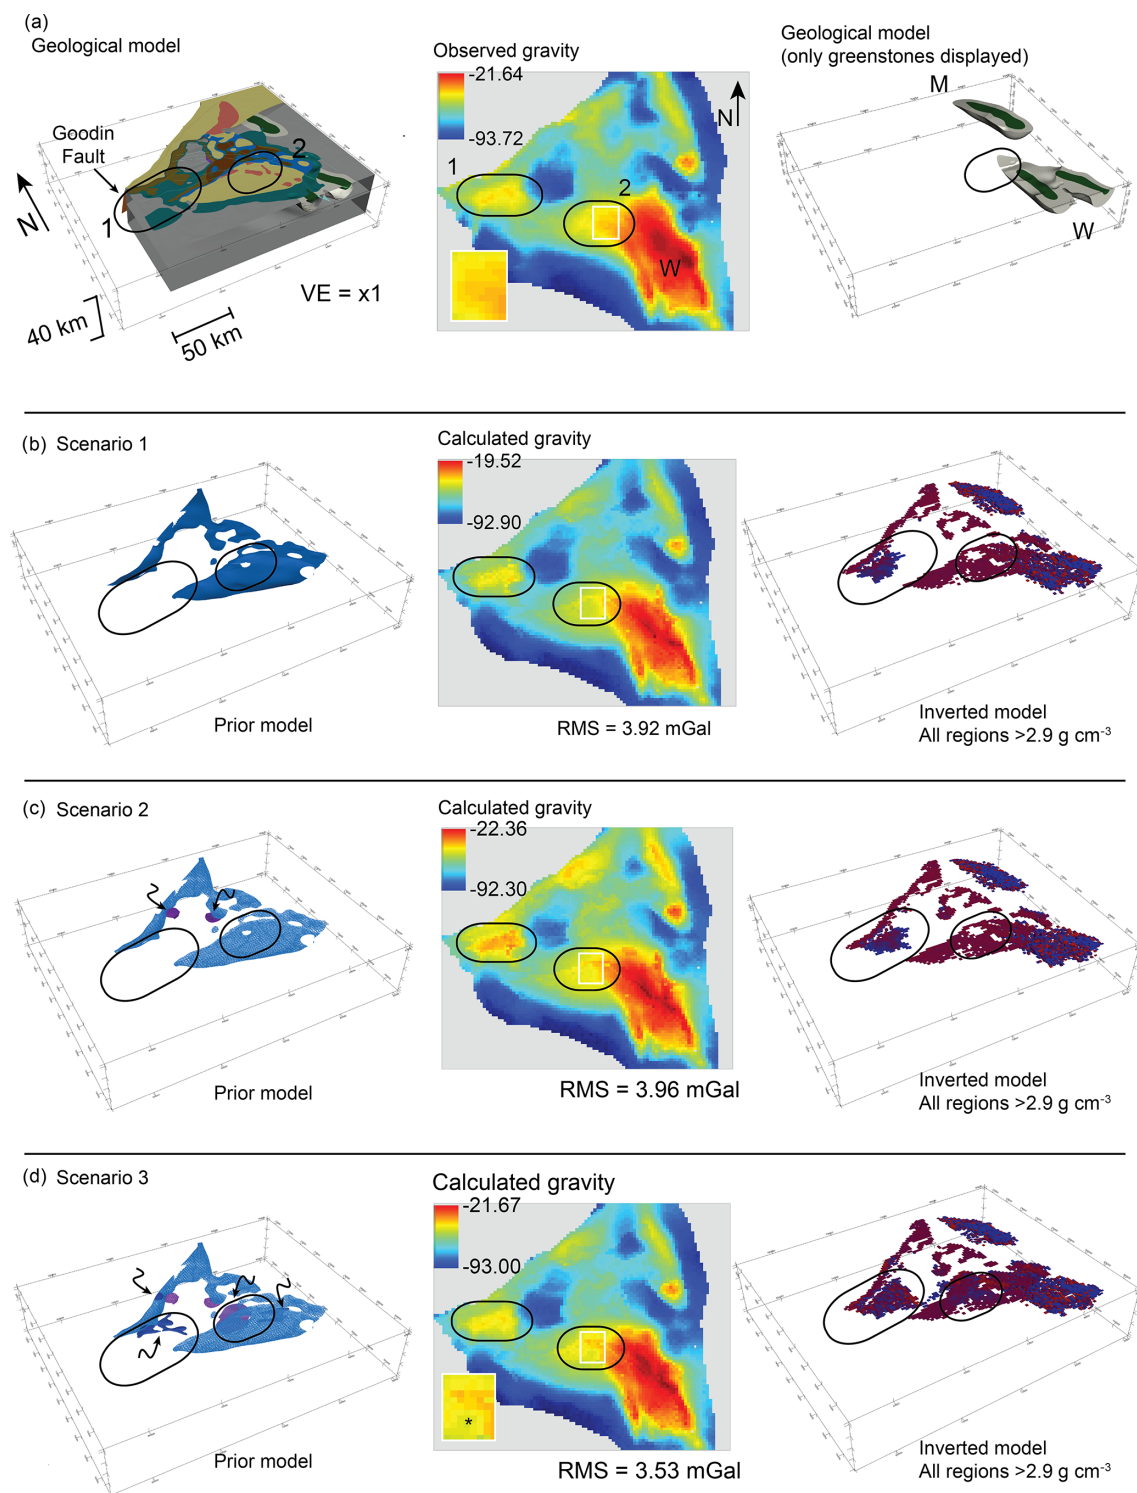 (a)
Geological model
Goodin
Fault
1
2
N
40 km
50 km
VE = x1
Observed gravity
-21.64
-93.72
N
1
2
W
Geological model
(only greenstones displayed)
M
W
(b) Scenario 1
Prior model
Calculated gravity
-19.52
-92.90
RMS = 3.92 mGal
Inverted model
All regions >2.9 g cm-3
(c) Scenario 2
Prior model
Calculated gravity
-22.36
-92.30
RMS = 3.96 mGal
Inverted model
All regions >2.9 g cm-3
(d) Scenario 3
Prior model
Calculated gravity
-21.67
-93.00
*
RMS = 3.53 mGal
Inverted model
All regions >2.9 g cm-3